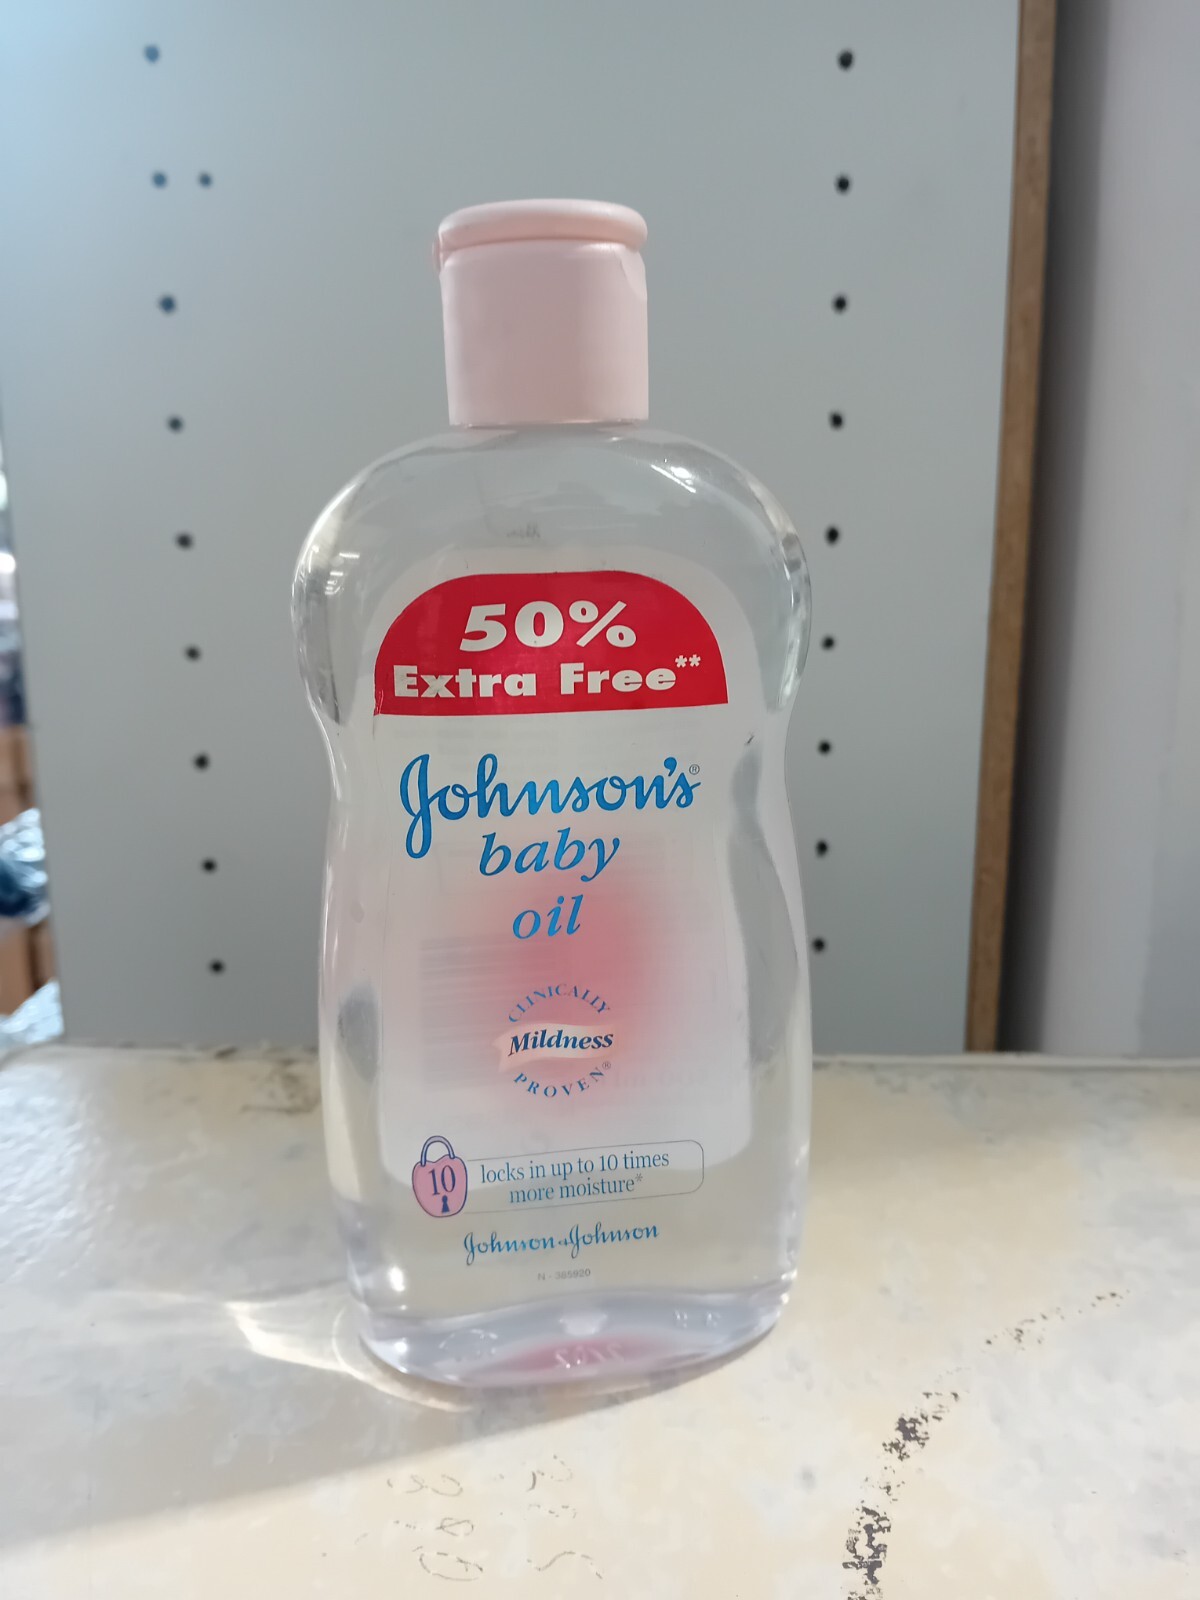 50%
Extra Free**
Johnson's®
baby
oil
CLINICALLY
Mildness
PROVEN®
10
locks in up to 10 times
more moisture*
Johnson & Johnson
N - 385920